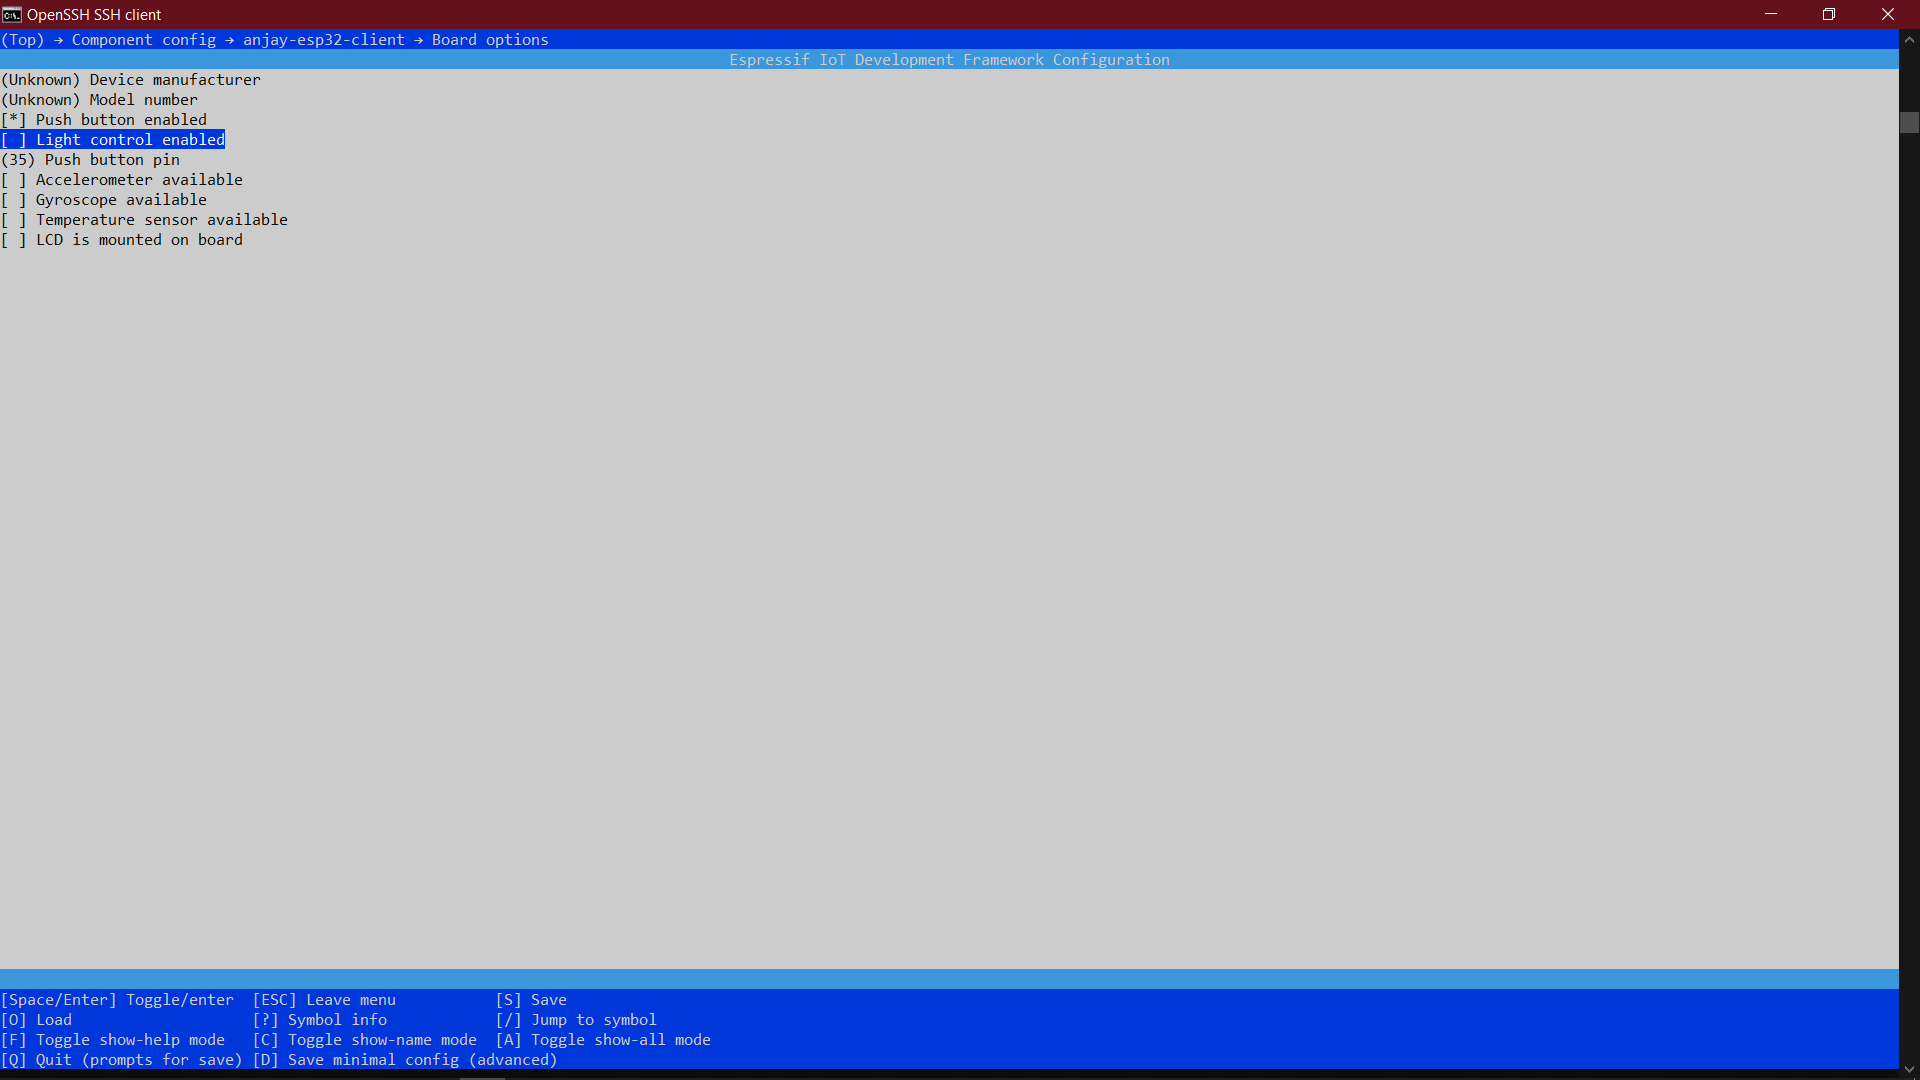 OpenSSH SSH client
(Top) → Component config → anjay-esp32-client → Board options
Espressif IoT Development Framework Configuration
(Unknown) Device manufacturer
(Unknown) Model number
[*] Push button enabled
[ ] Light control enabled
(35) Push button pin
[ ] Accelerometer available
[ ] Gyroscope available
[ ] Temperature sensor available
[ ] LCD is mounted on board
[Space/Enter] Toggle/enter  [ESC] Leave menu           [S] Save
[O] Load                    [?] Symbol info            [/] Jump to symbol
[F] Toggle show-help mode   [C] Toggle show-name mode  [A] Toggle show-all mode
[Q] Quit (prompts for save) [D] Save minimal config (advanced)